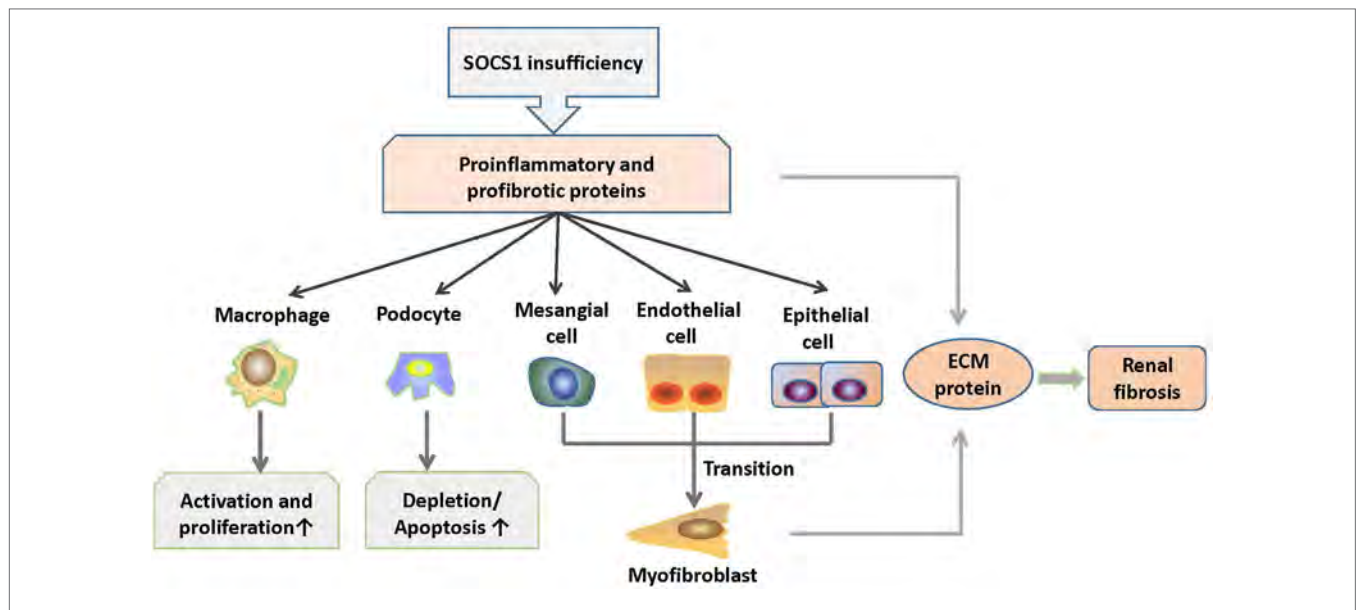 SOCS1 insufficiency
Proinflammatory and
profibrotic proteins
Macrophage
Podocyte
Mesangial
cell
Endothelial
cell
Epithelial
cell
ECM
protein
Renal
fibrosis
Transition
Activation and
proliferation↑
Depletion/
Apoptosis ↑
Myofibroblast